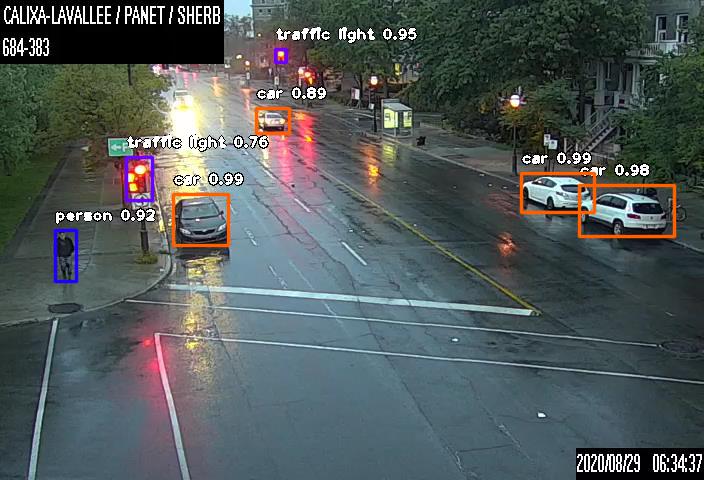 CALIXA-LAVALLEE / PANET / SHERB
684-383
traffic light 0.95
car 0.89
traffic light 0.76
car 0.99
car 0.99
car 0.98
person 0.92
2020/08/29 06:34:37